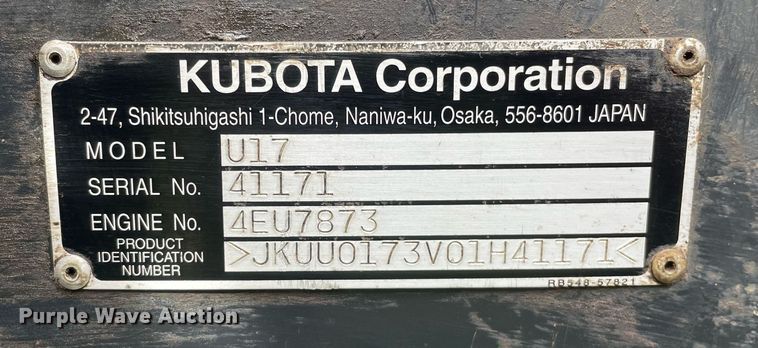 KUBOTA Corporation
2-47, Shikitsuhigashi 1-Chome, Naniwa-ku, Osaka, 556-8601 JAPAN
MODEL U17
SERIAL No. 41171
ENGINE No. 4EU7873
PRODUCT
IDENTIFICATION
NUMBER
>JKUU0173V01H41171<
RB548-57821
Purple Wave Auction